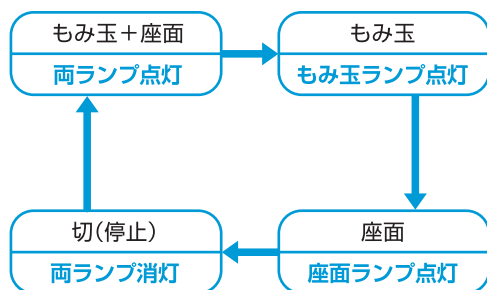 もみ玉＋座面
両ランプ点灯
もみ玉
もみ玉ランプ点灯
切(停止)
両ランプ消灯
座面
座面ランプ点灯